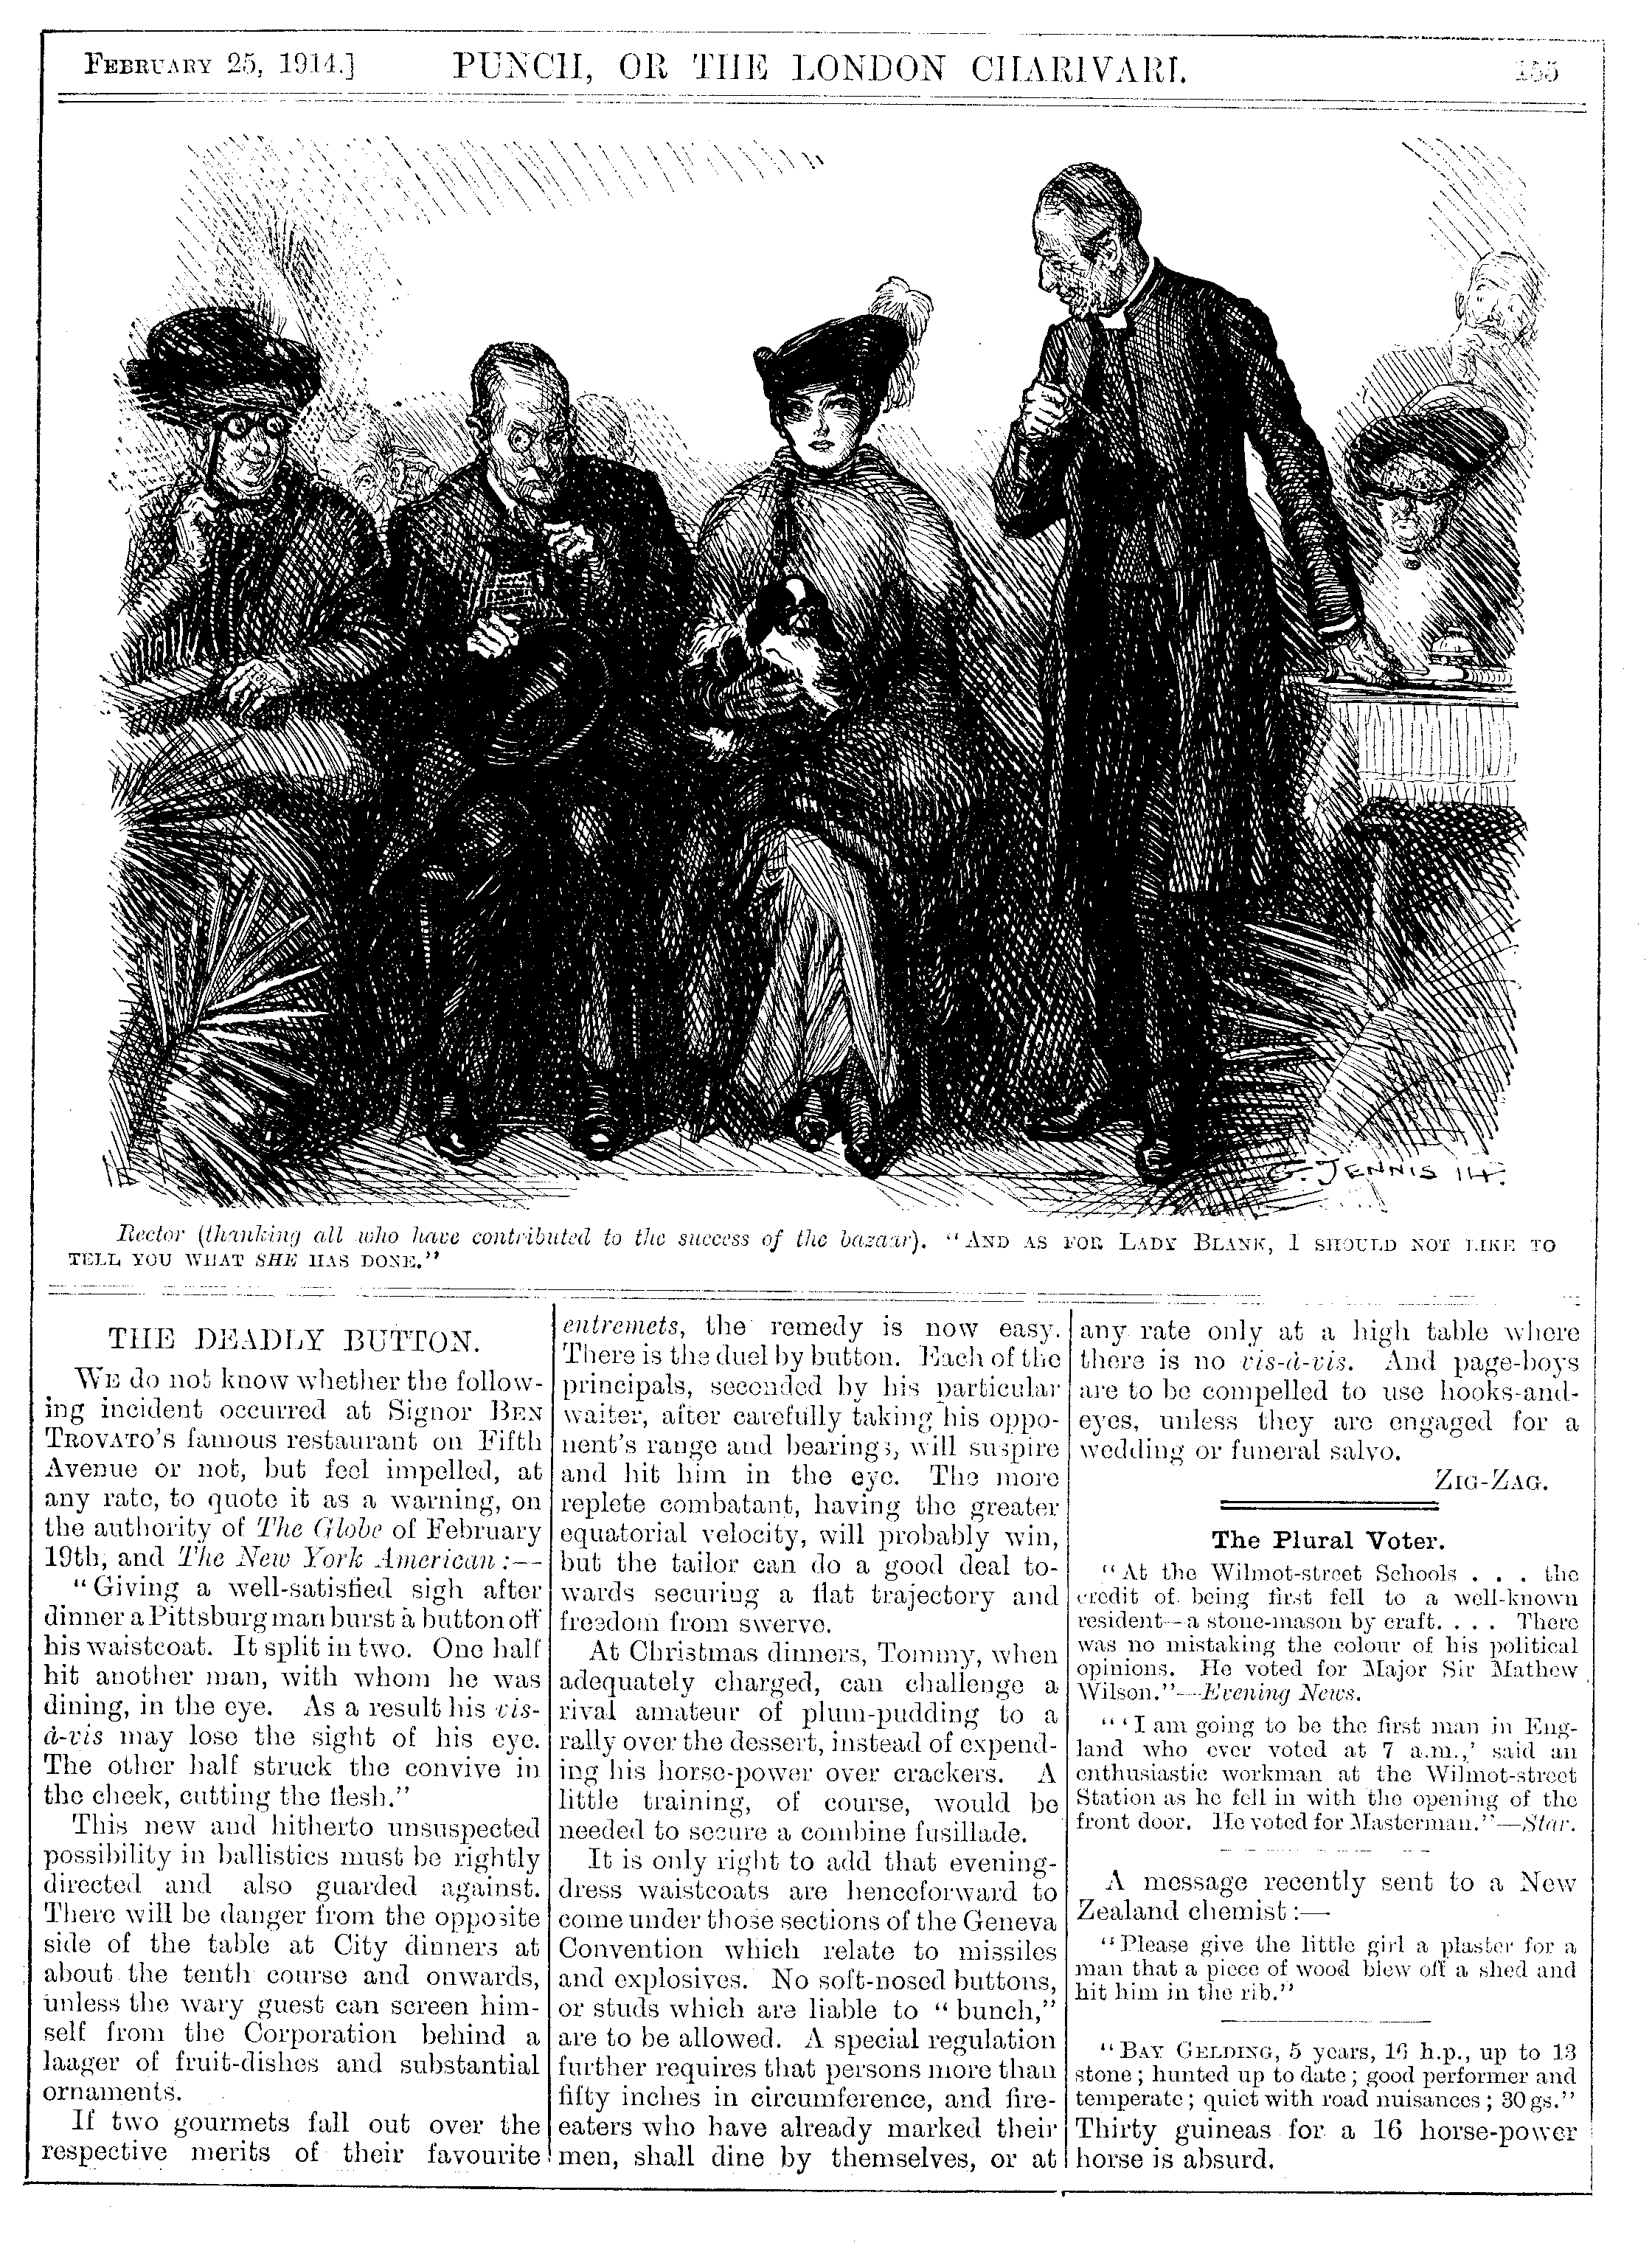 FEBRUARY 25, 1914.] PUNCH, OR THE LONDON CHARIVARI. 155
G. JENNIS 14.
Rector (thanking all who have contributed to the success of the bazaar). "AND AS FOR LADY BLANK, I SHOULD NOT LIKE TO
TELL YOU WHAT SHE HAS DONE."
THE DEADLY BUTTON.
WE do not know whether the follow-
ing incident occurred at Signor BEN
TROVATO'S famous restaurant on Fifth
Avenue or not, but feel impelled, at
any rate, to quote it as a warning, on
the authority of The Globe of February
19th, and The New York American:—
"Giving a well-satisfied sigh after
dinner a Pittsburg man burst a button off
his waistcoat. It split in two. One half
hit another man, with whom he was
dining, in the eye. As a result his vis-
à-vis may lose the sight of his eye.
The other half struck the convive in
the cheek, cutting the flesh."
This new and hitherto unsuspected
possibility in ballistics must be rightly
directed and also guarded against.
There will be danger from the opposite
side of the table at City dinners at
about the tenth course and onwards,
unless the wary guest can screen him-
self from the Corporation behind a
laager of fruit-dishes and substantial
ornaments.
If two gourmets fall out over the
respective merits of their favourite
entremets, the remedy is now easy.
There is the duel by button. Each of the
principals, seconded by his particular
waiter, after carefully taking his oppo-
nent's range and bearings, will suspire
and hit him in the eye. The more
replete combatant, having the greater
equatorial velocity, will probably win,
but the tailor can do a good deal to-
wards securing a flat trajectory and
freedom from swerve.
At Christmas dinners, Tommy, when
adequately charged, can challenge a
rival amateur of plum-pudding to a
rally over the dessert, instead of expend-
ing his horse-power over crackers. A
little training, of course, would be
needed to secure a combine fusillade.
It is only right to add that evening-
dress waistcoats are henceforward to
come under those sections of the Geneva
Convention which relate to missiles
and explosives. No soft-nosed buttons,
or studs which are liable to "bunch,"
are to be allowed. A special regulation
further requires that persons more than
fifty inches in circumference, and fire-
eaters who have already marked their
men, shall dine by themselves, or at
any rate only at a high table where
there is no vis-à-vis. And page-boys
are to be compelled to use hooks-and-
eyes, unless they are engaged for a
wedding or funeral salvo.
ZIG-ZAG.
The Plural Voter.
"At the Wilmot-street Schools . . . the
credit of being first fell to a well-known
resident—a stone-mason by craft. . . . There
was no mistaking the colour of his political
opinions. He voted for Major Sir Mathew
Wilson."—Evening News.
"'I am going to be the first man in Eng-
land who ever voted at 7 a.m.,' said an
enthusiastic workman at the Wilmot-street
Station as he fell in with the opening of the
front door. He voted for Masterman."—Star.
A message recently sent to a New
Zealand chemist:—
"Please give the little girl a plaster for a
man that a piece of wood blew off a shed and
hit him in the rib."
"BAY GELDING, 5 years, 16 h.p., up to 13
stone; hunted up to date; good performer and
temperate; quiet with road nuisances; 30 gs."
Thirty guineas for a 16 horse-power
horse is absurd.